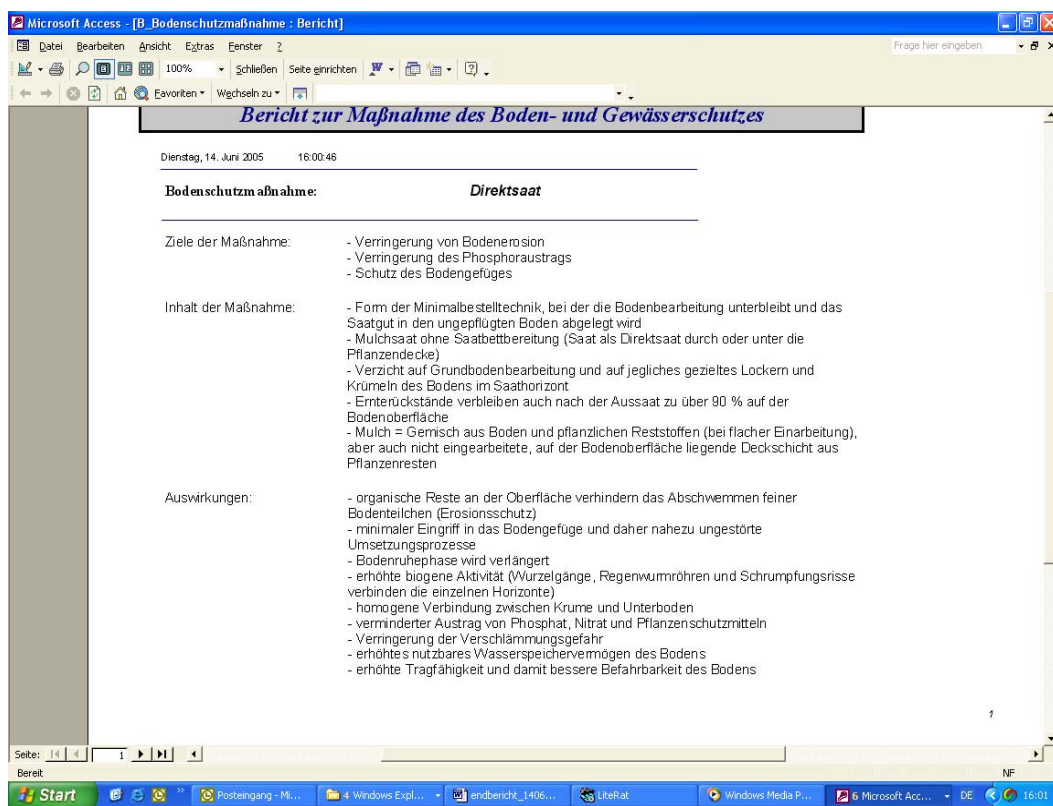 Microsoft Access - [B_Bodenschutzmaßnahme : Bericht]
Datei Bearbeiten Ansicht Extras Fenster ? Frage hier eingeben
100% Schließen Seite einrichten
Favoriten Wechseln zu
Bericht zur Maßnahme des Boden- und Gewässerschutzes
Dienstag, 14. Juni 2005 16:00:46
Bodenschutzmaßnahme: Direktsaat
Ziele der Maßnahme: - Verringerung von Bodenerosion
- Verringerung des Phosphoraustrags
- Schutz des Bodengefüges
Inhalt der Maßnahme: - Form der Minimalbestelltechnik, bei der die Bodenbearbeitung unterbleibt und das
Saatgut in den ungepflügten Boden abgelegt wird
- Mulchsaat ohne Saatbettbereitung (Saat als Direktsaat durch oder unter die
Pflanzendecke)
- Verzicht auf Grundbodenbearbeitung und auf jegliches gezieltes Lockern und
Krümeln des Bodens im Saathorizont
- Ernterückstände verbleiben auch nach der Aussaat zu über 90 % auf der
Bodenoberfläche
- Mulch = Gemisch aus Boden und pflanzlichen Reststoffen (bei flacher Einarbeitung),
aber auch nicht eingearbeitete, auf der Bodenoberfläche liegende Deckschicht aus
Pflanzenresten
Auswirkungen: - organische Reste an der Oberfläche verhindern das Abschwemmen feiner
Bodenteilchen (Erosionsschutz)
- minimaler Eingriff in das Bodengefüge und daher nahezu ungestörte
Umsetzungsprozesse
- Bodenruhephase wird verlängert
- erhöhte biogene Aktivität (Wurzelgänge, Regenwurmröhren und Schrumpfungsrisse
verbinden die einzelnen Horizonte)
- homogene Verbindung zwischen Krume und Unterboden
- verminderter Austrag von Phosphat, Nitrat und Pflanzenschutzmitteln
- Verringerung der Verschlämmungsgefahr
- erhöhtes nutzbares Wasserspeichervermögen des Bodens
- erhöhte Tragfähigkeit und damit bessere Befahrbarkeit des Bodens
1
Seite: 1
Bereit NF
Start Posteingang - Mi... 4 Windows Expl... endbericht_1406... LiteRat Windows Media P... 6 Microsoft Acc... DE 16:01